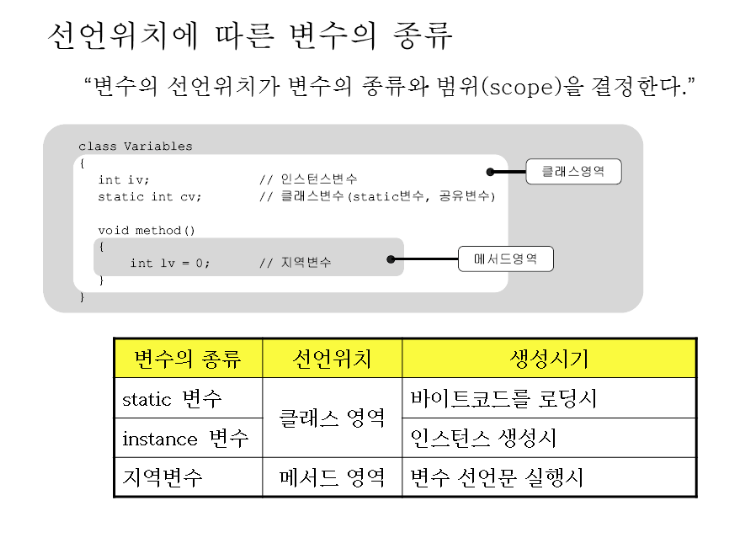 선언위치에 따른 변수의 종류
“변수의 선언위치가 변수의 종류와 범위(scope)을 결정한다.”
class Variables
{
int iv; // 인스턴스변수
클래스영역
static int cv; // 클래스변수(static변수, 공유변수)
void method()
{
메서드영역
int lv = 0; // 지역변수
}
}
변수의 종류 선언위치 생성시기
static 변수 클래스 영역 바이트코드를 로딩시
instance 변수 인스턴스 생성시
지역변수 메서드 영역 변수 선언문 실행시